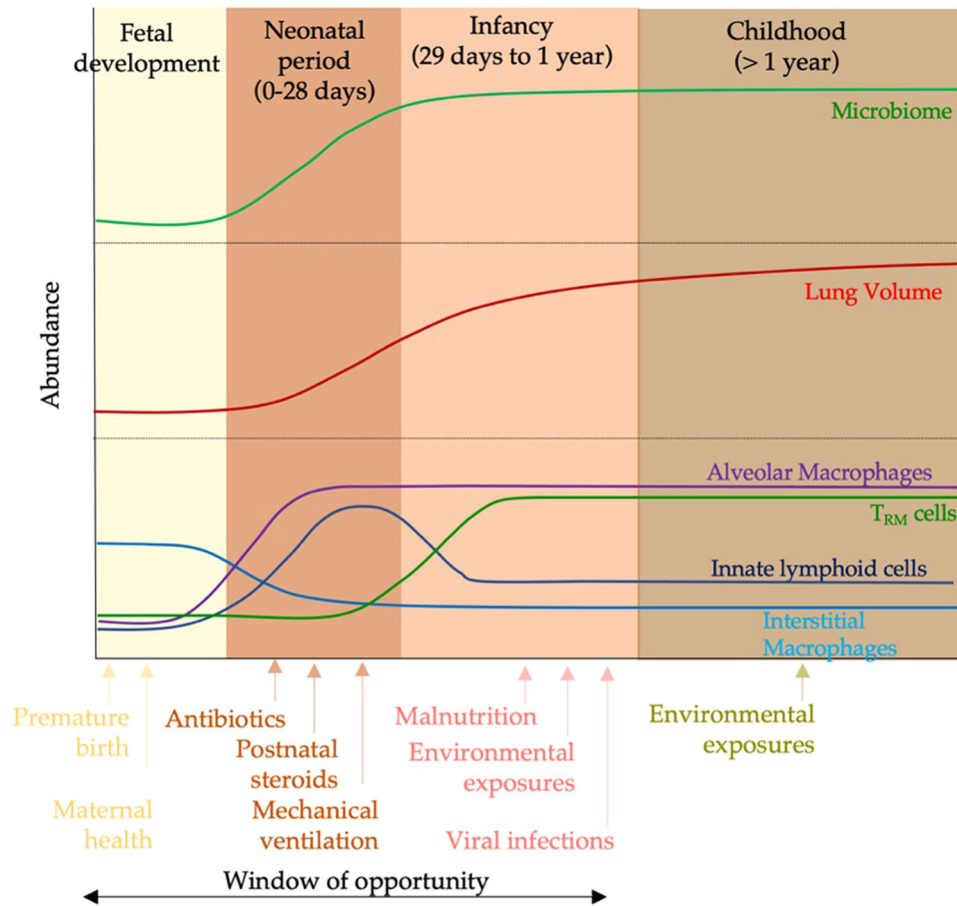 Fetal
development
Neonatal
period
(0-28 days)
Infancy
(29 days to 1 year)
Childhood
(> 1 year)
Microbiome
Lung Volume
Abundance
Alveolar Macrophages
TRM cells
Innate lymphoid cells
Interstitial
Macrophages
Premature
birth
Maternal
health
Antibiotics
Postnatal
steroids
Mechanical
ventilation
Malnutrition
Environmental
exposures
Viral infections
Environmental
exposures
Window of opportunity